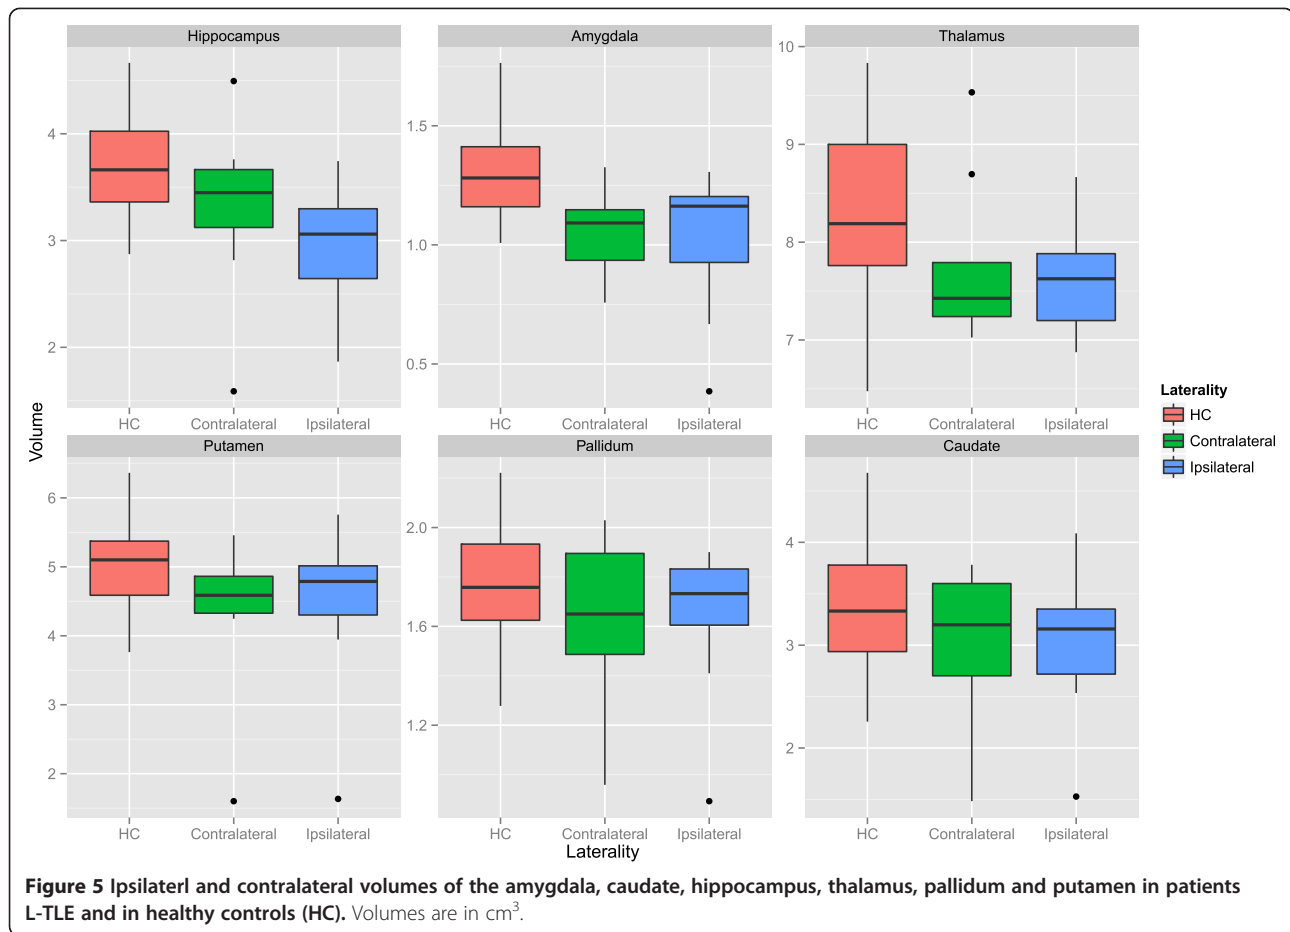 Hippocampus
Amygdala
Thalamus
4
3
2
1.5
1.0
0.5
10
9
8
7
HC Contralateral Ipsilateral
HC Contralateral Ipsilateral
HC Contralateral Ipsilateral
Volume
Putamen
Pallidum
Caudate
6
5
4
3
2
2.0
1.6
1.2
4
3
2
HC Contralateral Ipsilateral
HC Contralateral Ipsilateral
HC Contralateral Ipsilateral
Laterality
Laterality
HC
Contralateral
Ipsilateral
Figure 5 Ipsilaterl and contralateral volumes of the amygdala, caudate, hippocampus, thalamus, pallidum and putamen in patients
L-TLE and in healthy controls (HC). Volumes are in cm³.